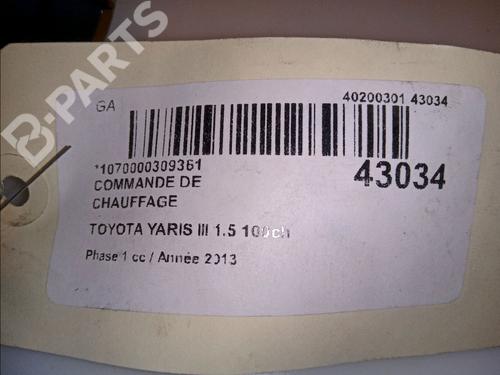 B-PARTS
GA
40200301 43034
*1070000309361
43034
COMMANDE DE
CHAUFFAGE
TOYOTA YARIS III 1.5 100ch
Phase 1 cc / Année 2013